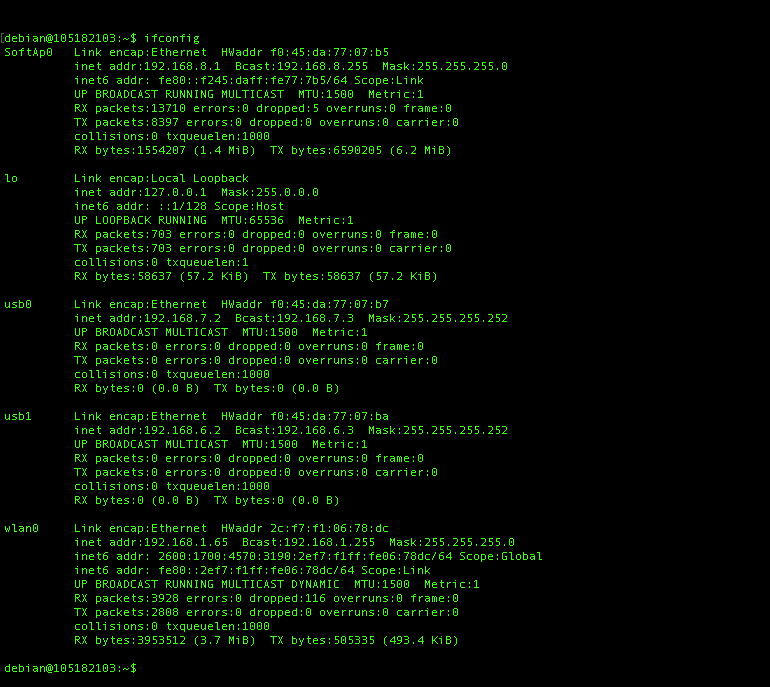 [debian@105182103:~$ ifconfig
SoftAp0   Link encap:Ethernet  HWaddr f0:45:da:77:07:b5
          inet addr:192.168.8.1  Bcast:192.168.8.255  Mask:255.255.255.0
          inet6 addr: fe80::f245:daff:fe77:7b5/64 Scope:Link
          UP BROADCAST RUNNING MULTICAST  MTU:1500  Metric:1
          RX packets:13710 errors:0 dropped:5 overruns:0 frame:0
          TX packets:8397 errors:0 dropped:0 overruns:0 carrier:0
          collisions:0 txqueuelen:1000
          RX bytes:1554207 (1.4 MiB)  TX bytes:6590205 (6.2 MiB)

lo        Link encap:Local Loopback
          inet addr:127.0.0.1  Mask:255.0.0.0
          inet6 addr: ::1/128 Scope:Host
          UP LOOPBACK RUNNING  MTU:65536  Metric:1
          RX packets:703 errors:0 dropped:0 overruns:0 frame:0
          TX packets:703 errors:0 dropped:0 overruns:0 carrier:0
          collisions:0 txqueuelen:1
          RX bytes:58637 (57.2 KiB)  TX bytes:58637 (57.2 KiB)

usb0      Link encap:Ethernet  HWaddr f0:45:da:77:07:b7
          inet addr:192.168.7.2  Bcast:192.168.7.3  Mask:255.255.255.252
          UP BROADCAST MULTICAST  MTU:1500  Metric:1
          RX packets:0 errors:0 dropped:0 overruns:0 frame:0
          TX packets:0 errors:0 dropped:0 overruns:0 carrier:0
          collisions:0 txqueuelen:1000
          RX bytes:0 (0.0 B)  TX bytes:0 (0.0 B)

usb1      Link encap:Ethernet  HWaddr f0:45:da:77:07:ba
          inet addr:192.168.6.2  Bcast:192.168.6.3  Mask:255.255.255.252
          UP BROADCAST MULTICAST  MTU:1500  Metric:1
          RX packets:0 errors:0 dropped:0 overruns:0 frame:0
          TX packets:0 errors:0 dropped:0 overruns:0 carrier:0
          collisions:0 txqueuelen:1000
          RX bytes:0 (0.0 B)  TX bytes:0 (0.0 B)

wlan0     Link encap:Ethernet  HWaddr 2c:f7:f1:06:78:dc
          inet addr:192.168.1.65  Bcast:192.168.1.255  Mask:255.255.255.0
          inet6 addr: 2600:1700:4570:3190:2ef7:f1ff:fe06:78dc/64 Scope:Global
          inet6 addr: fe80::2ef7:f1ff:fe06:78dc/64 Scope:Link
          UP BROADCAST RUNNING MULTICAST DYNAMIC  MTU:1500  Metric:1
          RX packets:3928 errors:0 dropped:116 overruns:0 frame:0
          TX packets:2808 errors:0 dropped:0 overruns:0 carrier:0
          collisions:0 txqueuelen:1000
          RX bytes:3953512 (3.7 MiB)  TX bytes:505335 (493.4 KiB)

debian@105182103:~$